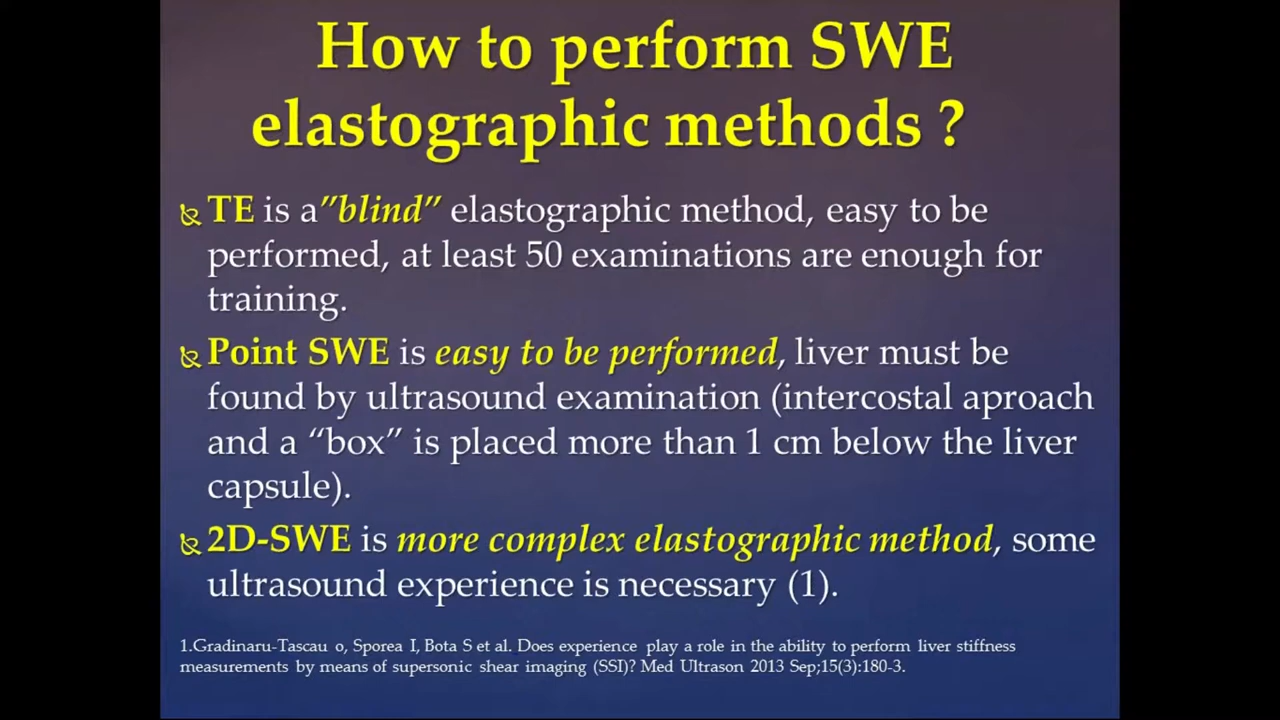 How to perform SWE
elastographic methods ?
TE is a”blind” elastographic method, easy to be
performed, at least 50 examinations are enough for
training.
Point SWE is easy to be performed, liver must be
found by ultrasound examination (intercostal aproach
and a “box” is placed more than 1 cm below the liver
capsule).
2D-SWE is more complex elastographic method, some
ultrasound experience is necessary (1).
1.Gradinaru-Tascau o, Sporea I, Bota S et al. Does experience play a role in the ability to perform liver stiffness
measurements by means of supersonic shear imaging (SSI)? Med Ultrason 2013 Sep;15(3):180-3.